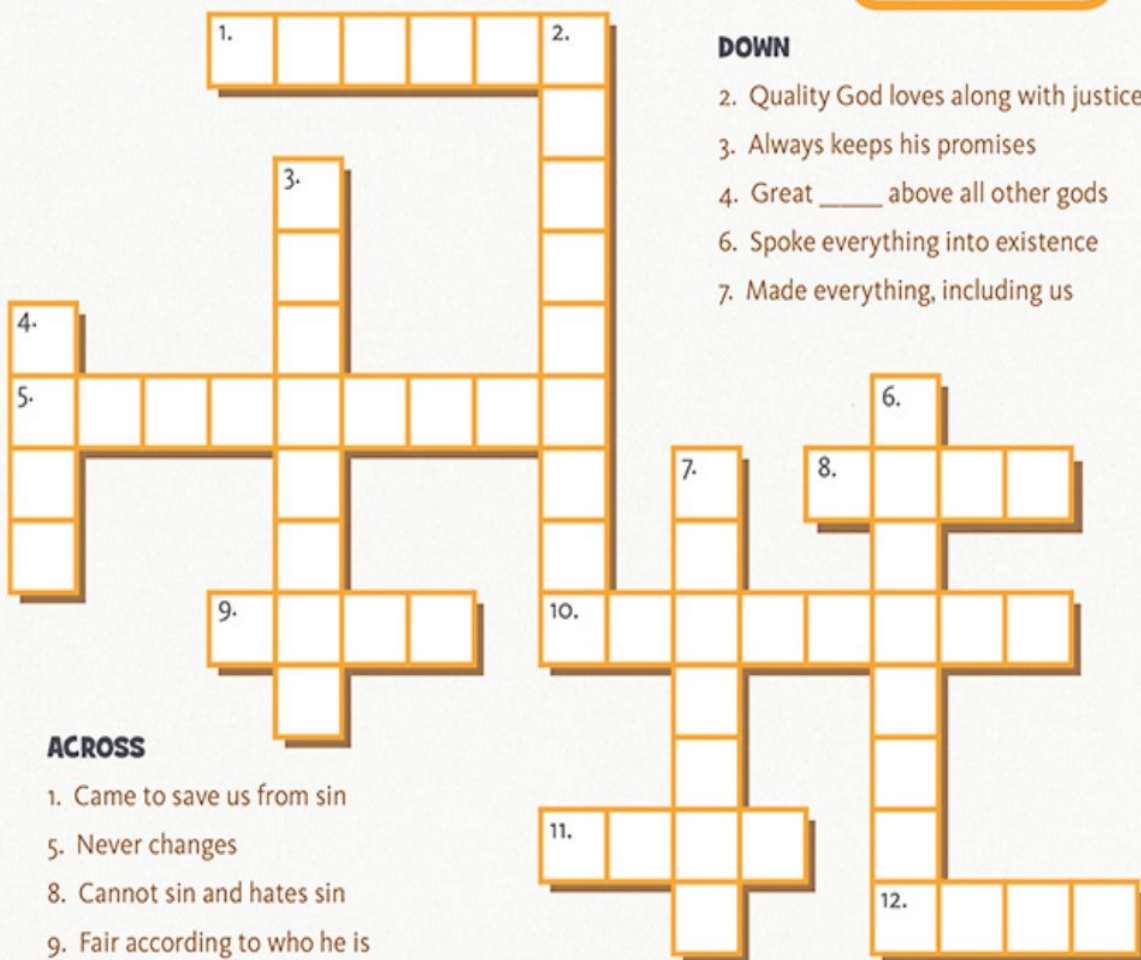 1.
2.
DOWN
2. Quality God loves along with justice
3. Always keeps his promises
4. Great _____ above all other gods
6. Spoke everything into existence
7. Made everything, including us
3.
4.
5.
6.
7.
8.
9.
10.
ACROSS
1. Came to save us from sin
5. Never changes
8. Cannot sin and hates sin
9. Fair according to who he is
11.
12.